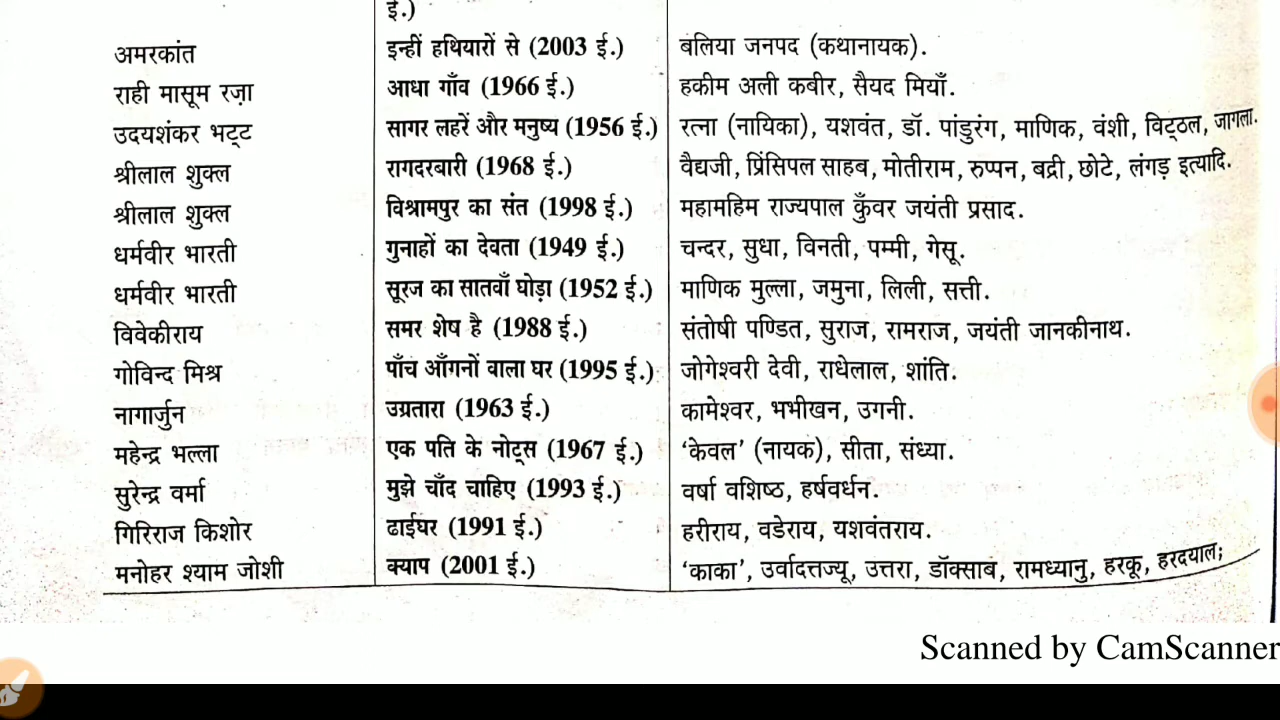 ई.)
अमरकांत इन्हीं हथियारों से (2003 ई.) बलिया जनपद (कथानायक).
राही मासूम रज़ा आधा गाँव (1966 ई.) हकीम अली कबीर, सैयद मियाँ.
उदयशंकर भट्ट सागर लहरें और मनुष्य (1956 ई.) रत्ना (नायिका), यशवंत, डॉ. पांडुरंग, माणिक, वंशी, विट्ठल, जागला.
श्रीलाल शुक्ल रागदरबारी (1968 ई.) वैद्यजी, प्रिंसिपल साहब, मोतीराम, रुप्पन, बद्री, छोटे, लंगड़ इत्यादि.
श्रीलाल शुक्ल विश्रामपुर का संत (1998 ई.) महामहिम राज्यपाल कुँवर जयंती प्रसाद.
धर्मवीर भारती गुनाहों का देवता (1949 ई.) चन्दर, सुधा, विनती, पम्मी, गेसू.
धर्मवीर भारती सूरज का सातवाँ घोड़ा (1952 ई.) माणिक मुल्ला, जमुना, लिली, सत्ती.
विवेकीराय समर शेष है (1988 ई.) संतोषी पण्डित, सुराज, रामराज, जयंती जानकीनाथ.
गोविन्द मिश्र पाँच आँगनों वाला घर (1995 ई.) जोगेश्वरी देवी, राधेलाल, शांति.
नागार्जुन उग्रतारा (1963 ई.) कामेश्वर, भभीखन, उगनी.
महेन्द्र भल्ला एक पति के नोट्स (1967 ई.) ‘केवल’ (नायक), सीता, संध्या.
सुरेन्द्र वर्मा मुझे चाँद चाहिए (1993 ई.) वर्षा वशिष्ठ, हर्षवर्धन.
गिरिराज किशोर ढाईघर (1991 ई.) हरीराय, वडेराय, यशवंतराय.
मनोहर श्याम जोशी क्याप (2001 ई.) ‘काका’, उर्वादत्तज्यू, उत्तरा, डॉक्साब, रामध्यानु, हरकू, हरदयाल;
Scanned by CamScanner